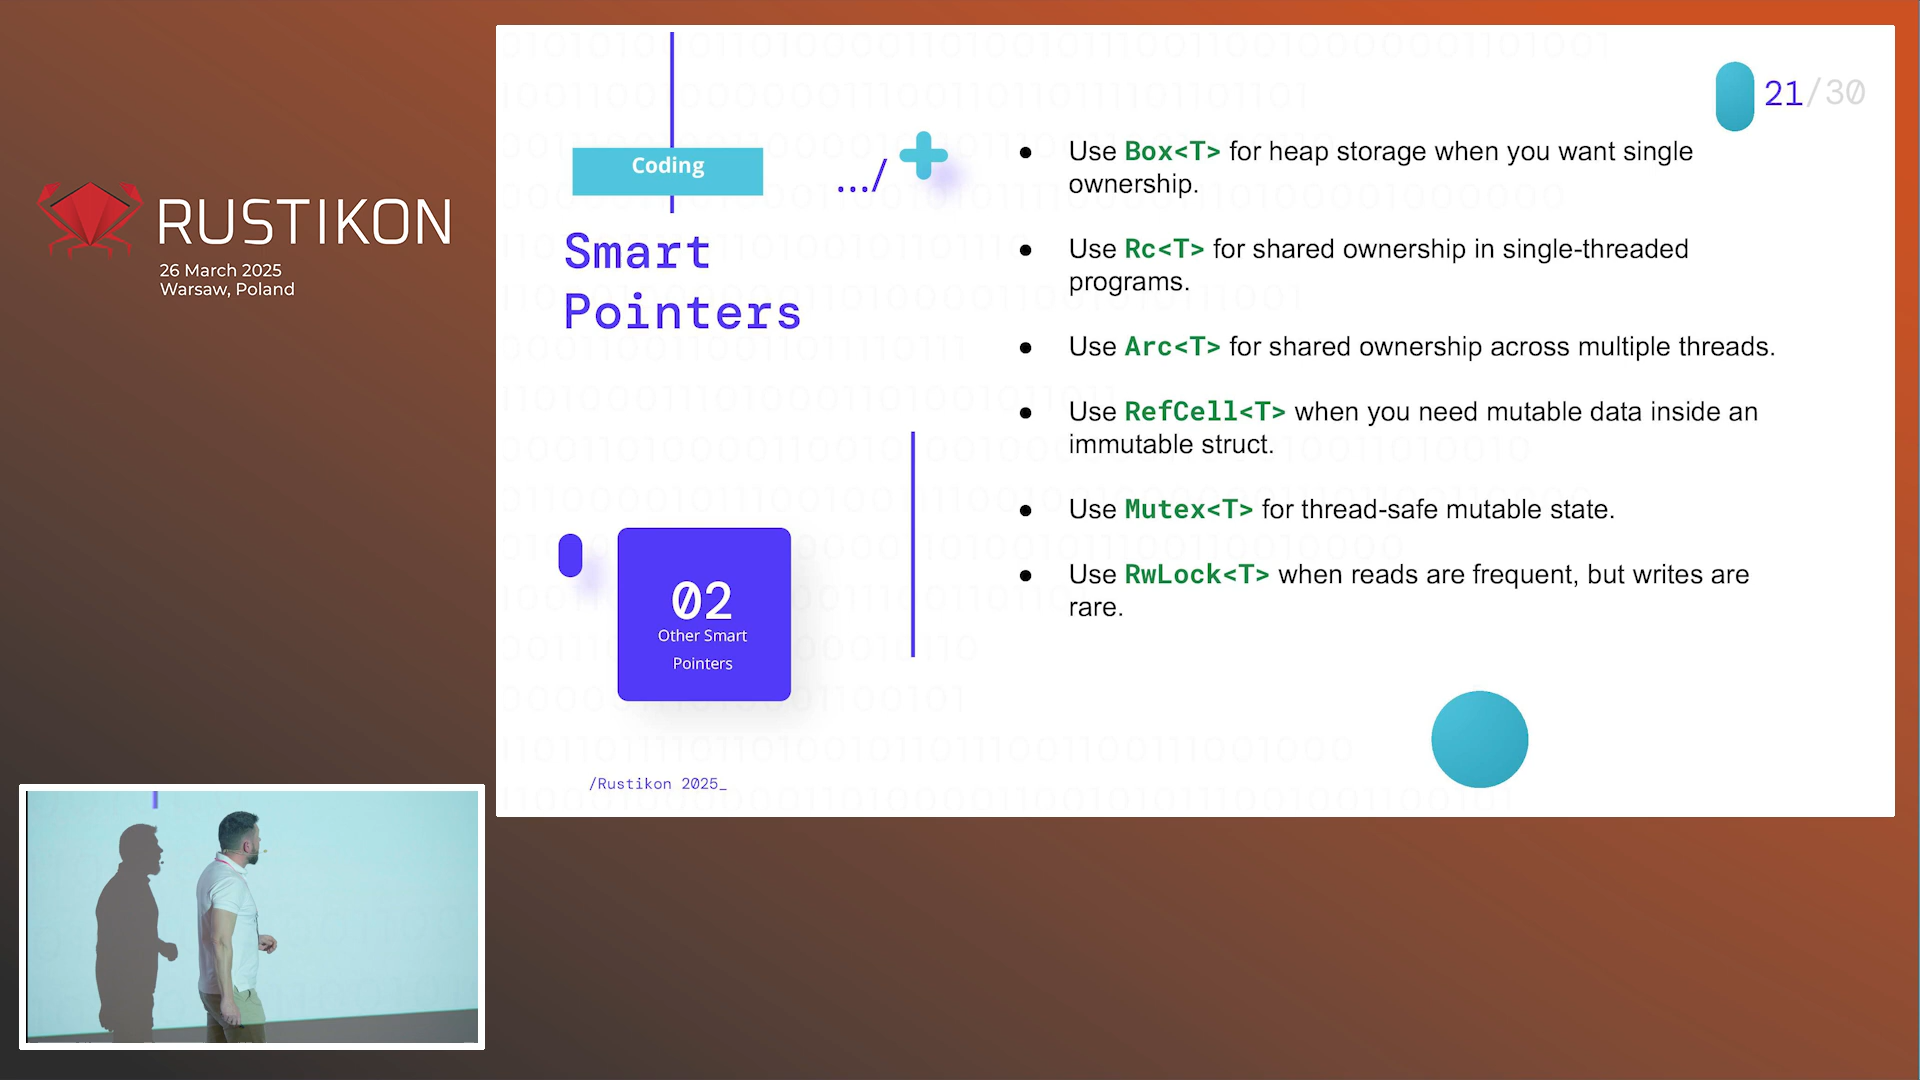 RUSTIKON
26 March 2025
Warsaw, Poland
21/30
Coding
.../
Smart
Pointers
02
Other Smart
Pointers
/Rustikon 2025_
● Use Box<T> for heap storage when you want single
ownership.
● Use Rc<T> for shared ownership in single-threaded
programs.
● Use Arc<T> for shared ownership across multiple threads.
● Use RefCell<T> when you need mutable data inside an
immutable struct.
● Use Mutex<T> for thread-safe mutable state.
● Use RwLock<T> when reads are frequent, but writes are
rare.